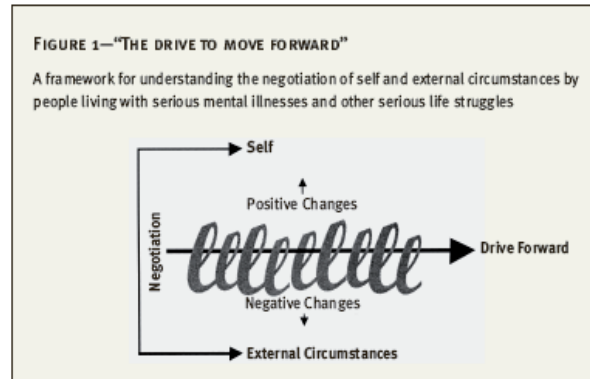 FIGURE 1—“THE DRIVE TO MOVE FORWARD”
A framework for understanding the negotiation of self and external circumstances by
people living with serious mental illnesses and other serious life struggles
Self
Positive Changes
Negotiation
Drive Forward
Negative Changes
External Circumstances